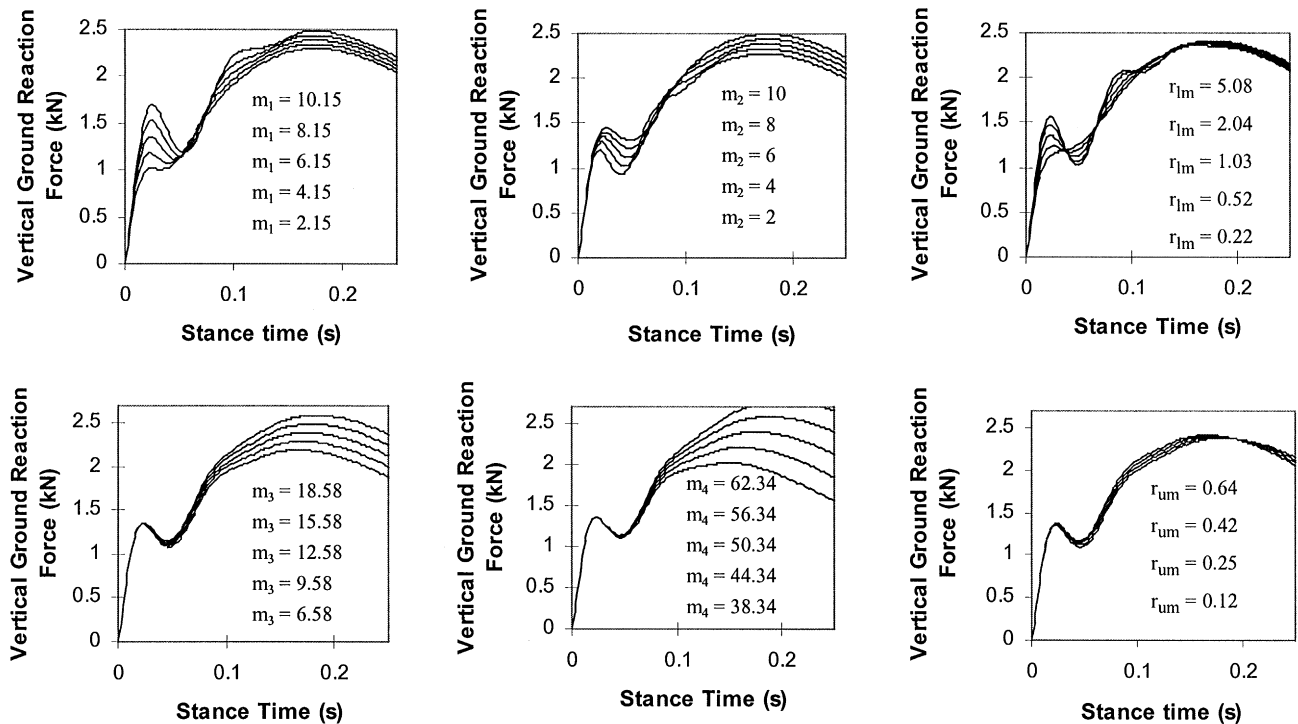 Vertical Ground Reaction
Force (kN)
2.5
2
1.5
1
0.5
0
m1 = 10.15
m1 = 8.15
m1 = 6.15
m1 = 4.15
m1 = 2.15
0
0.1
0.2
Stance time (s)
Vertical Ground Reaction
Force (kN)
2.5
2
1.5
1
0.5
0
m2 = 10
m2 = 8
m2 = 6
m2 = 4
m2 = 2
0
0.1
0.2
Stance Time (s)
Vertical Ground Reaction
Force (kN)
2.5
2
1.5
1
0.5
0
rlm = 5.08
rlm = 2.04
rlm = 1.03
rlm = 0.52
rlm = 0.22
0
0.1
0.2
Stance Time (s)
Vertical Ground Reaction
Force (kN)
2.5
2
1.5
1
0.5
0
m3 = 18.58
m3 = 15.58
m3 = 12.58
m3 = 9.58
m3 = 6.58
0
0.1
0.2
Stance Time (s)
Vertical Ground Reaction
Force (kN)
2.5
2
1.5
1
0.5
0
m4 = 62.34
m4 = 56.34
m4 = 50.34
m4 = 44.34
m4 = 38.34
0
0.1
0.2
Stance Time (s)
Vertical Ground Reaction
Force (kN)
2.5
2
1.5
1
0.5
0
rum = 0.64
rum = 0.42
rum = 0.25
rum = 0.12
0
0.1
0.2
Stance time (s)